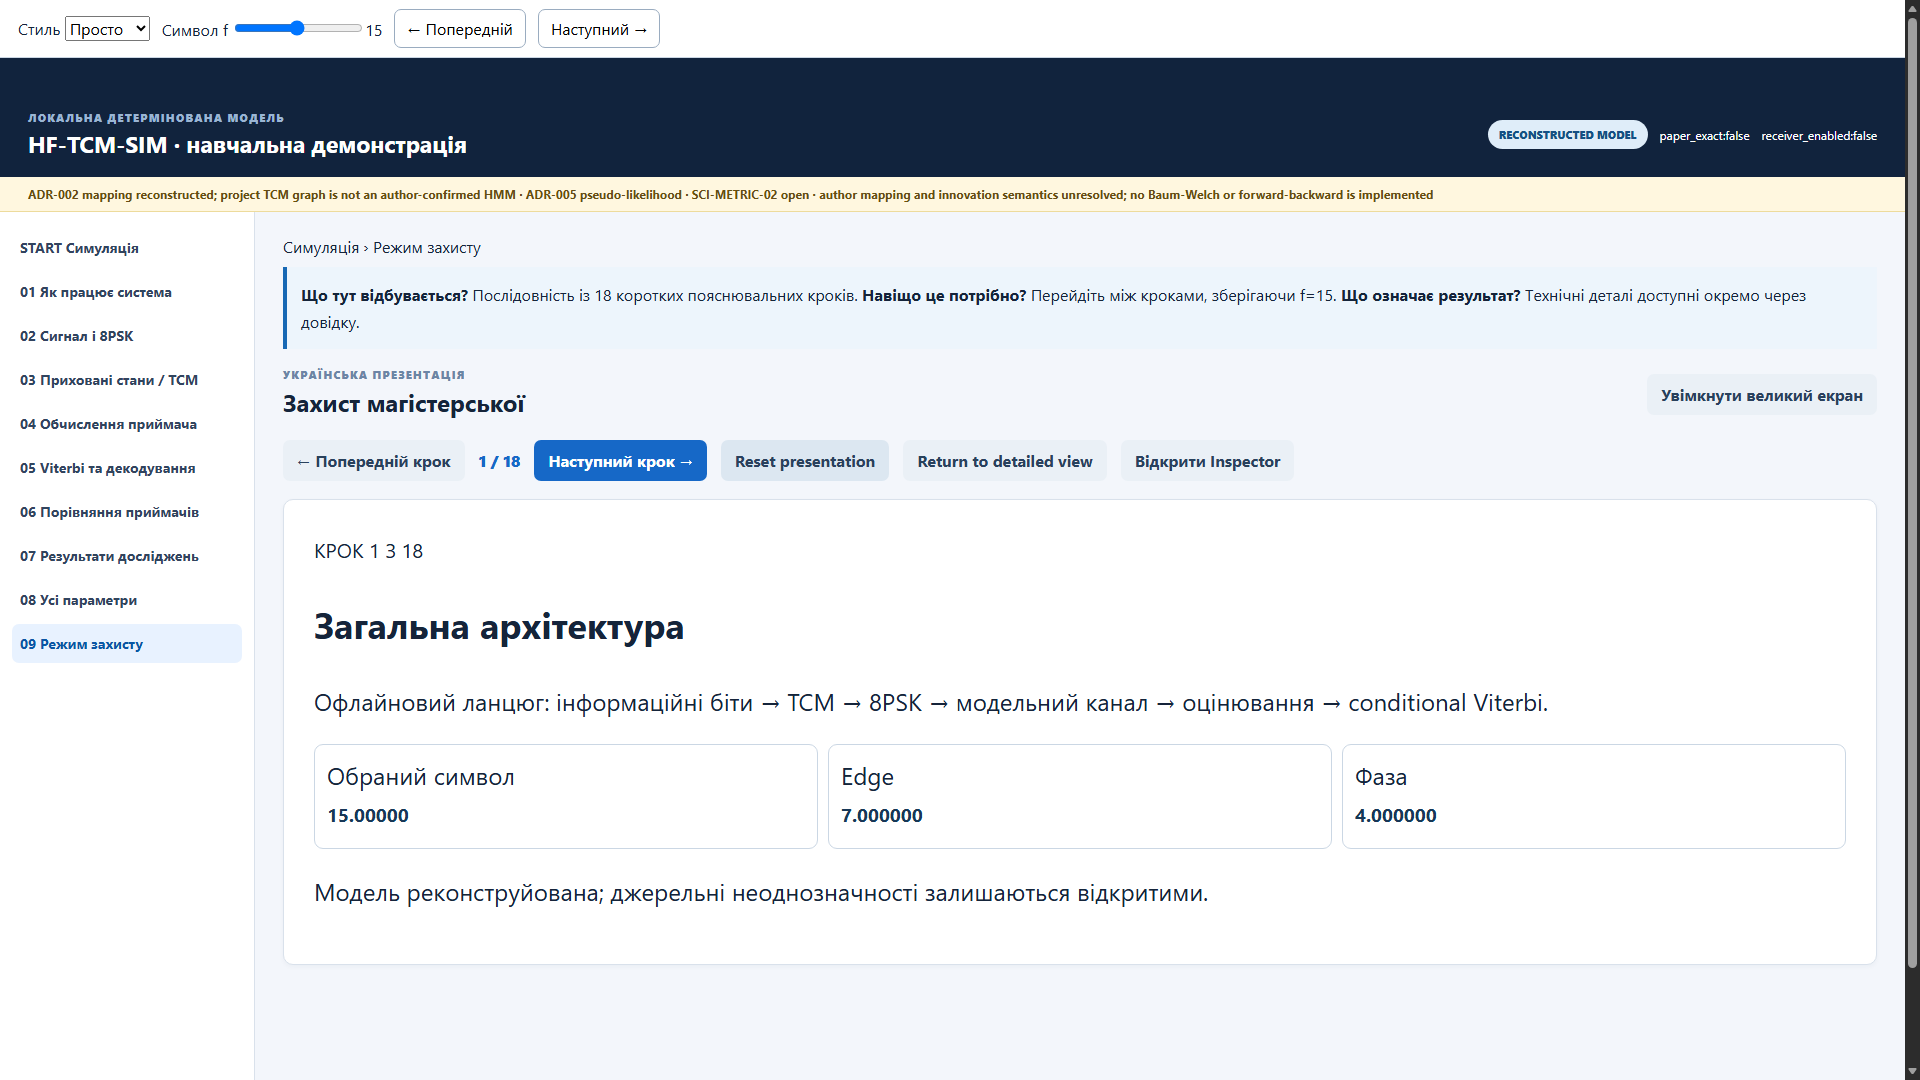 Стиль Просто Символ f 15 ← Попередній Наступний →
ЛОКАЛЬНА ДЕТЕРМІНОВАНА МОДЕЛЬ
HF-TCM-SIM · навчальна демонстрація
RECONSTRUCTED MODEL paper_exact:false receiver_enabled:false
ADR-002 mapping reconstructed; project TCM graph is not an author-confirmed HMM · ADR-005 pseudo-likelihood · SCI-METRIC-02 open · author mapping and innovation semantics unresolved; no Baum-Welch or forward-backward is implemented
START Симуляція
01 Як працює система
02 Сигнал і 8PSK
03 Приховані стани / TCM
04 Обчислення приймача
05 Viterbi та декодування
06 Порівняння приймачів
07 Результати досліджень
08 Усі параметри
09 Режим захисту
Симуляція › Режим захисту
Що тут відбувається? Послідовність із 18 коротких пояснювальних кроків. Навіщо це потрібно? Перейдіть між кроками, зберігаючи f=15. Що означає результат? Технічні деталі доступні окремо через
довідку.
УКРАЇНСЬКА ПРЕЗЕНТАЦІЯ
Захист магістерської
Увімкнути великий екран
← Попередній крок 1 / 18 Наступний крок → Reset presentation Return to detailed view Відкрити Inspector
КРОК 1 З 18
Загальна архітектура
Офлайновий ланцюг: інформаційні біти → TCM → 8PSK → модельний канал → оцінювання → conditional Viterbi.
Обраний символ
15.00000
Edge
7.000000
Фаза
4.000000
Модель реконструйована; джерельні неоднозначності залишаються відкритими.